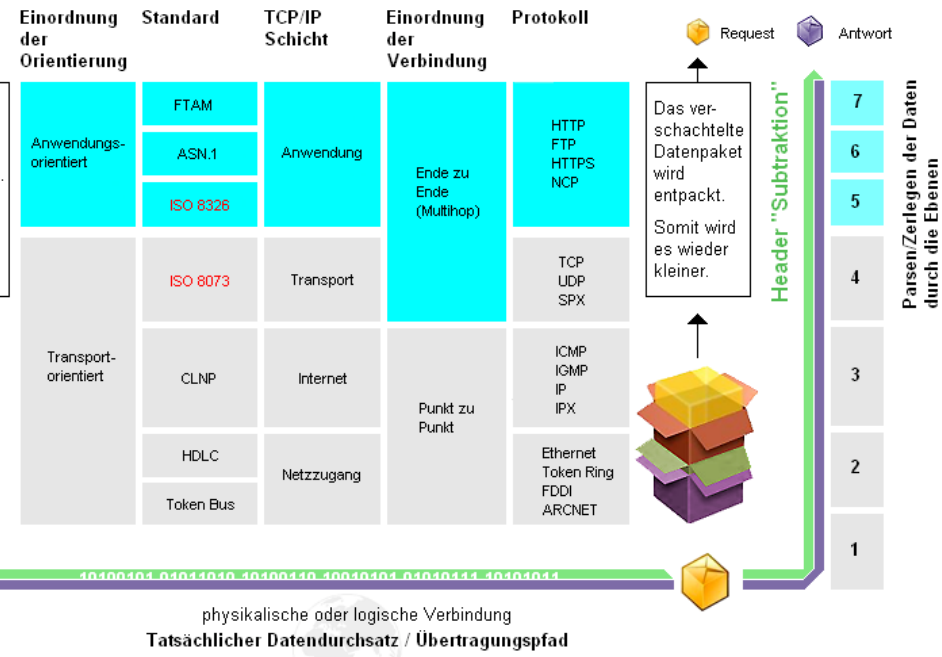 Einordnung
der
Orientierung
Standard
TCP/IP
Schicht
Einordnung
der
Verbindung
Protokoll
Request
Antwort
Anwendungs-
orientiert
FTAM
ASN.1
ISO 8326
Anwendung
Ende zu
Ende
(Multihop)
HTTP
FTP
HTTPS
NCP
Das ver-
schachtelte
Datenpaket
wird
entpackt.
Somit wird
es wieder
kleiner.
Header "Subtraktion"
7
6
5
4
3
2
1
Parsen/Zerlegen der Daten
durch die Ebenen
Transport-
orientiert
ISO 8073
Transport
TCP
UDP
SPX
CLNP
Internet
Punkt zu
Punkt
ICMP
IGMP
IP
IPX
HDLC
Token Bus
Netzzugang
Ethernet
Token Ring
FDDI
ARCNET
physikalische oder logische Verbindung
Tatsächlicher Datendurchsatz / Übertragungspfad